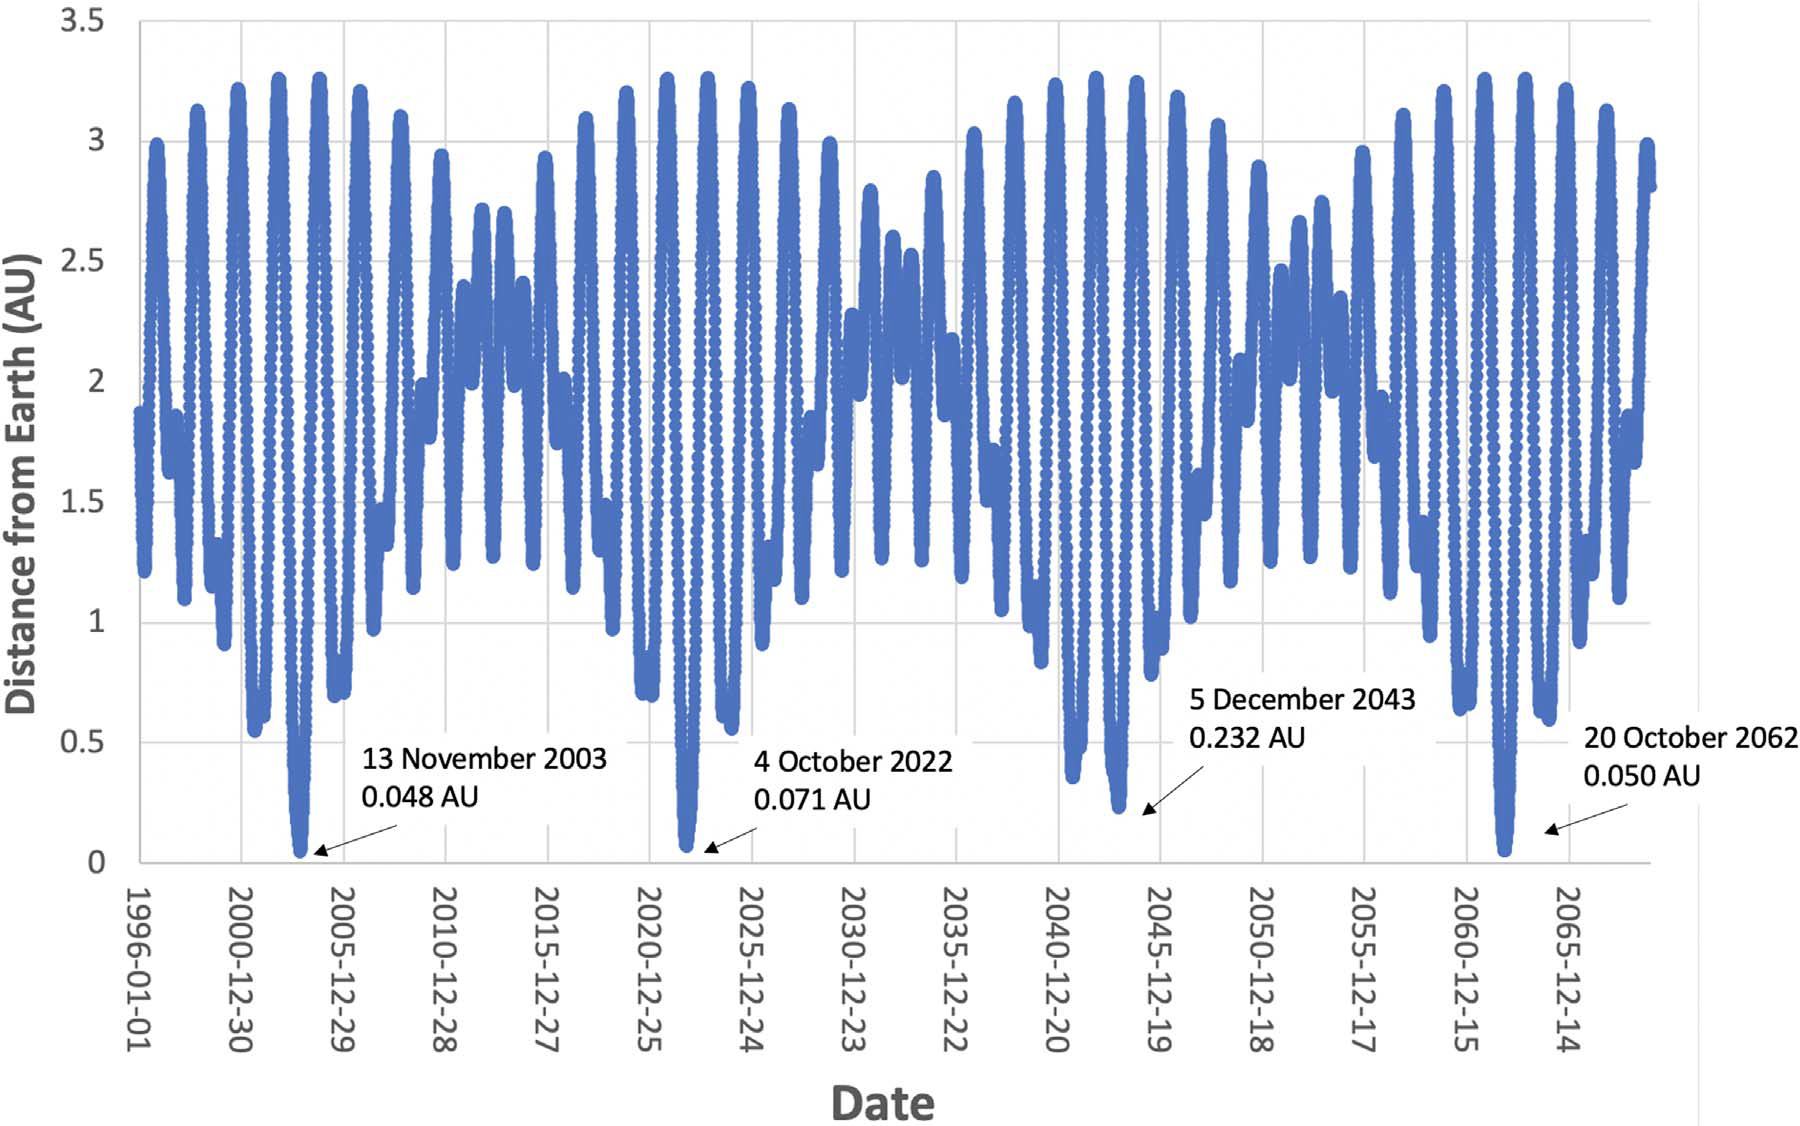 3.5
3
2.5
2
1.5
1
0.5
0
Distance from Earth (AU)
13 November 2003
0.048 AU
4 October 2022
0.071 AU
5 December 2043
0.232 AU
20 October 2062
0.050 AU
1996-01-01
2000-12-30
2005-12-29
2010-12-28
2015-12-27
2020-12-25
2025-12-24
2030-12-23
2035-12-22
2040-12-20
2045-12-19
2050-12-18
2055-12-17
2060-12-15
2065-12-14
Date